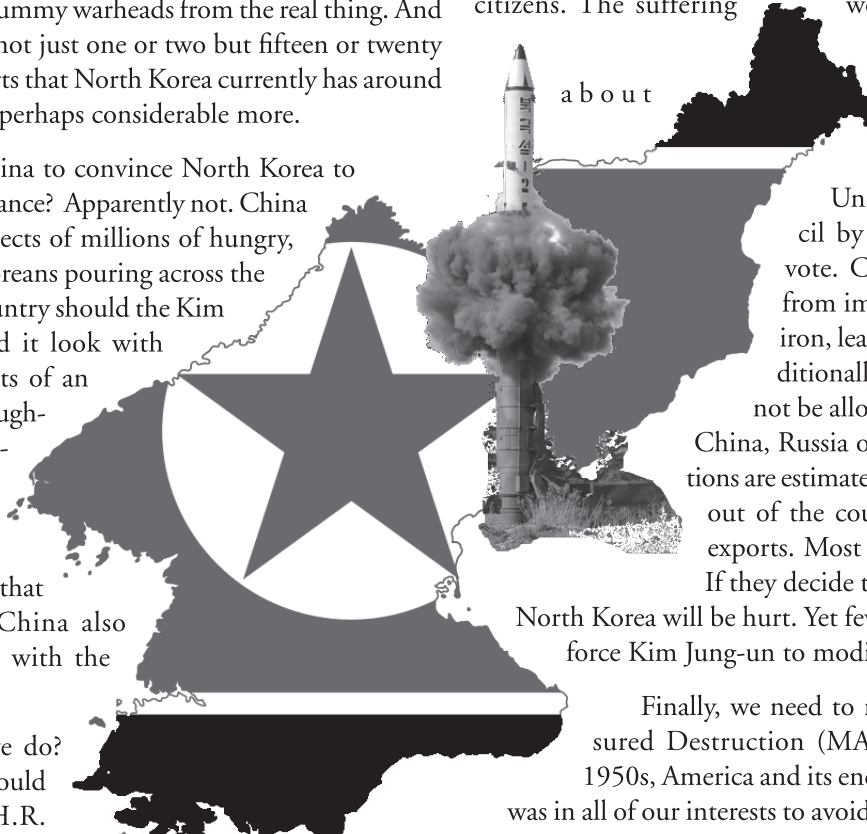 ummy warheads from the real thing. And
not just one or two but fifteen or twenty
rts that North Korea currently has around
perhaps considerable more.
ina to convince North Korea to
ance? Apparently not. China
ects of millions of hungry,
oreans pouring across the
untry should the Kim
d it look with
ts of an
ugh-
-
that
China also
with the
e do?
ould
H.R.
citizens. The suffering
about
we
Un
cil by
vote. C
from im
iron, lea
ditionall
not be allo
China, Russia o
tions are estimate
out of the cou
exports. Most
If they decide t
North Korea will be hurt. Yet few
force Kim Jung-un to modi
Finally, we need to r
sured Destruction (MA
1950s, America and its ene
was in all of our interests to avoid